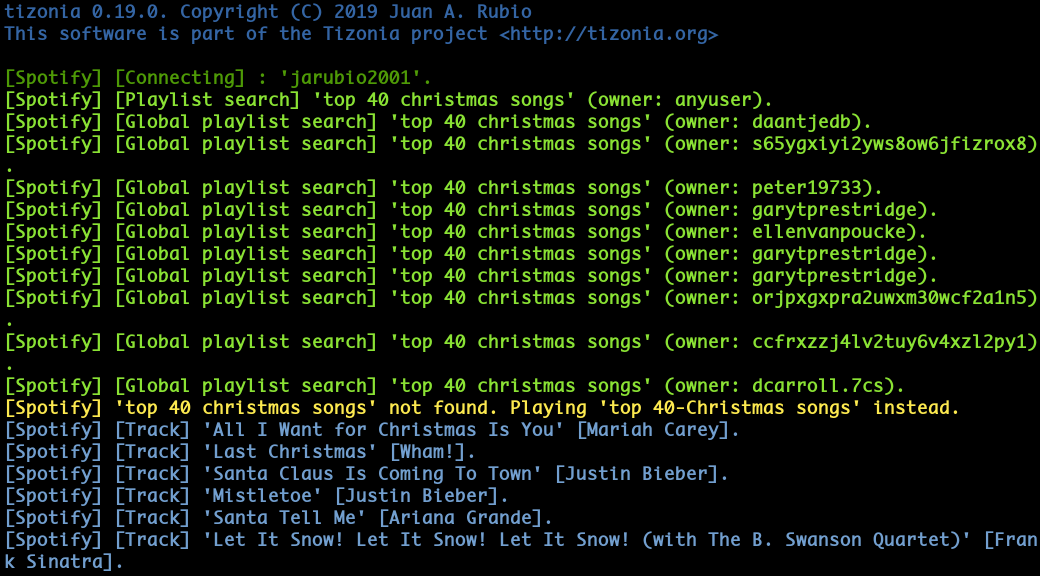 tizonia 0.19.0. Copyright (C) 2019 Juan A. Rubio
This software is part of the Tizonia project <http://tizonia.org>
[Spotify] [Connecting] : 'jarubio2001'.
[Spotify] [Playlist search] 'top 40 christmas songs' (owner: anyuser).
[Spotify] [Global playlist search] 'top 40 christmas songs' (owner: daantjedb).
[Spotify] [Global playlist search] 'top 40 christmas songs' (owner: s65ygxiyi2yws8ow6jfizrox8)
.
[Spotify] [Global playlist search] 'top 40 christmas songs' (owner: peter19733).
[Spotify] [Global playlist search] 'top 40 christmas songs' (owner: garytprestridge).
[Spotify] [Global playlist search] 'top 40 christmas songs' (owner: ellenvanpoucke).
[Spotify] [Global playlist search] 'top 40 christmas songs' (owner: garytprestridge).
[Spotify] [Global playlist search] 'top 40 christmas songs' (owner: garytprestridge).
[Spotify] [Global playlist search] 'top 40 christmas songs' (owner: orjpxgxpra2uwxm30wcf2a1n5)
.
[Spotify] [Global playlist search] 'top 40 christmas songs' (owner: ccfrxzzj4lv2tuy6v4xzl2py1)
.
[Spotify] [Global playlist search] 'top 40 christmas songs' (owner: dcarroll.7cs).
[Spotify] 'top 40 christmas songs' not found. Playing 'top 40-Christmas songs' instead.
[Spotify] [Track] 'All I Want for Christmas Is You' [Mariah Carey].
[Spotify] [Track] 'Last Christmas' [Wham!].
[Spotify] [Track] 'Santa Claus Is Coming To Town' [Justin Bieber].
[Spotify] [Track] 'Mistletoe' [Justin Bieber].
[Spotify] [Track] 'Santa Tell Me' [Ariana Grande].
[Spotify] [Track] 'Let It Snow! Let It Snow! Let It Snow! (with The B. Swanson Quartet)' [Fran
k Sinatra].